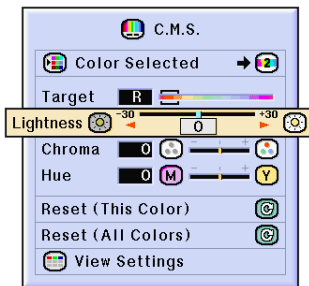 C.M.S.
Color Selected 2
Target R
Lightness -30 0 +30
Chroma 0 - +
Hue 0 M - + Y
Reset (This Color)
Reset (All Colors)
View Settings